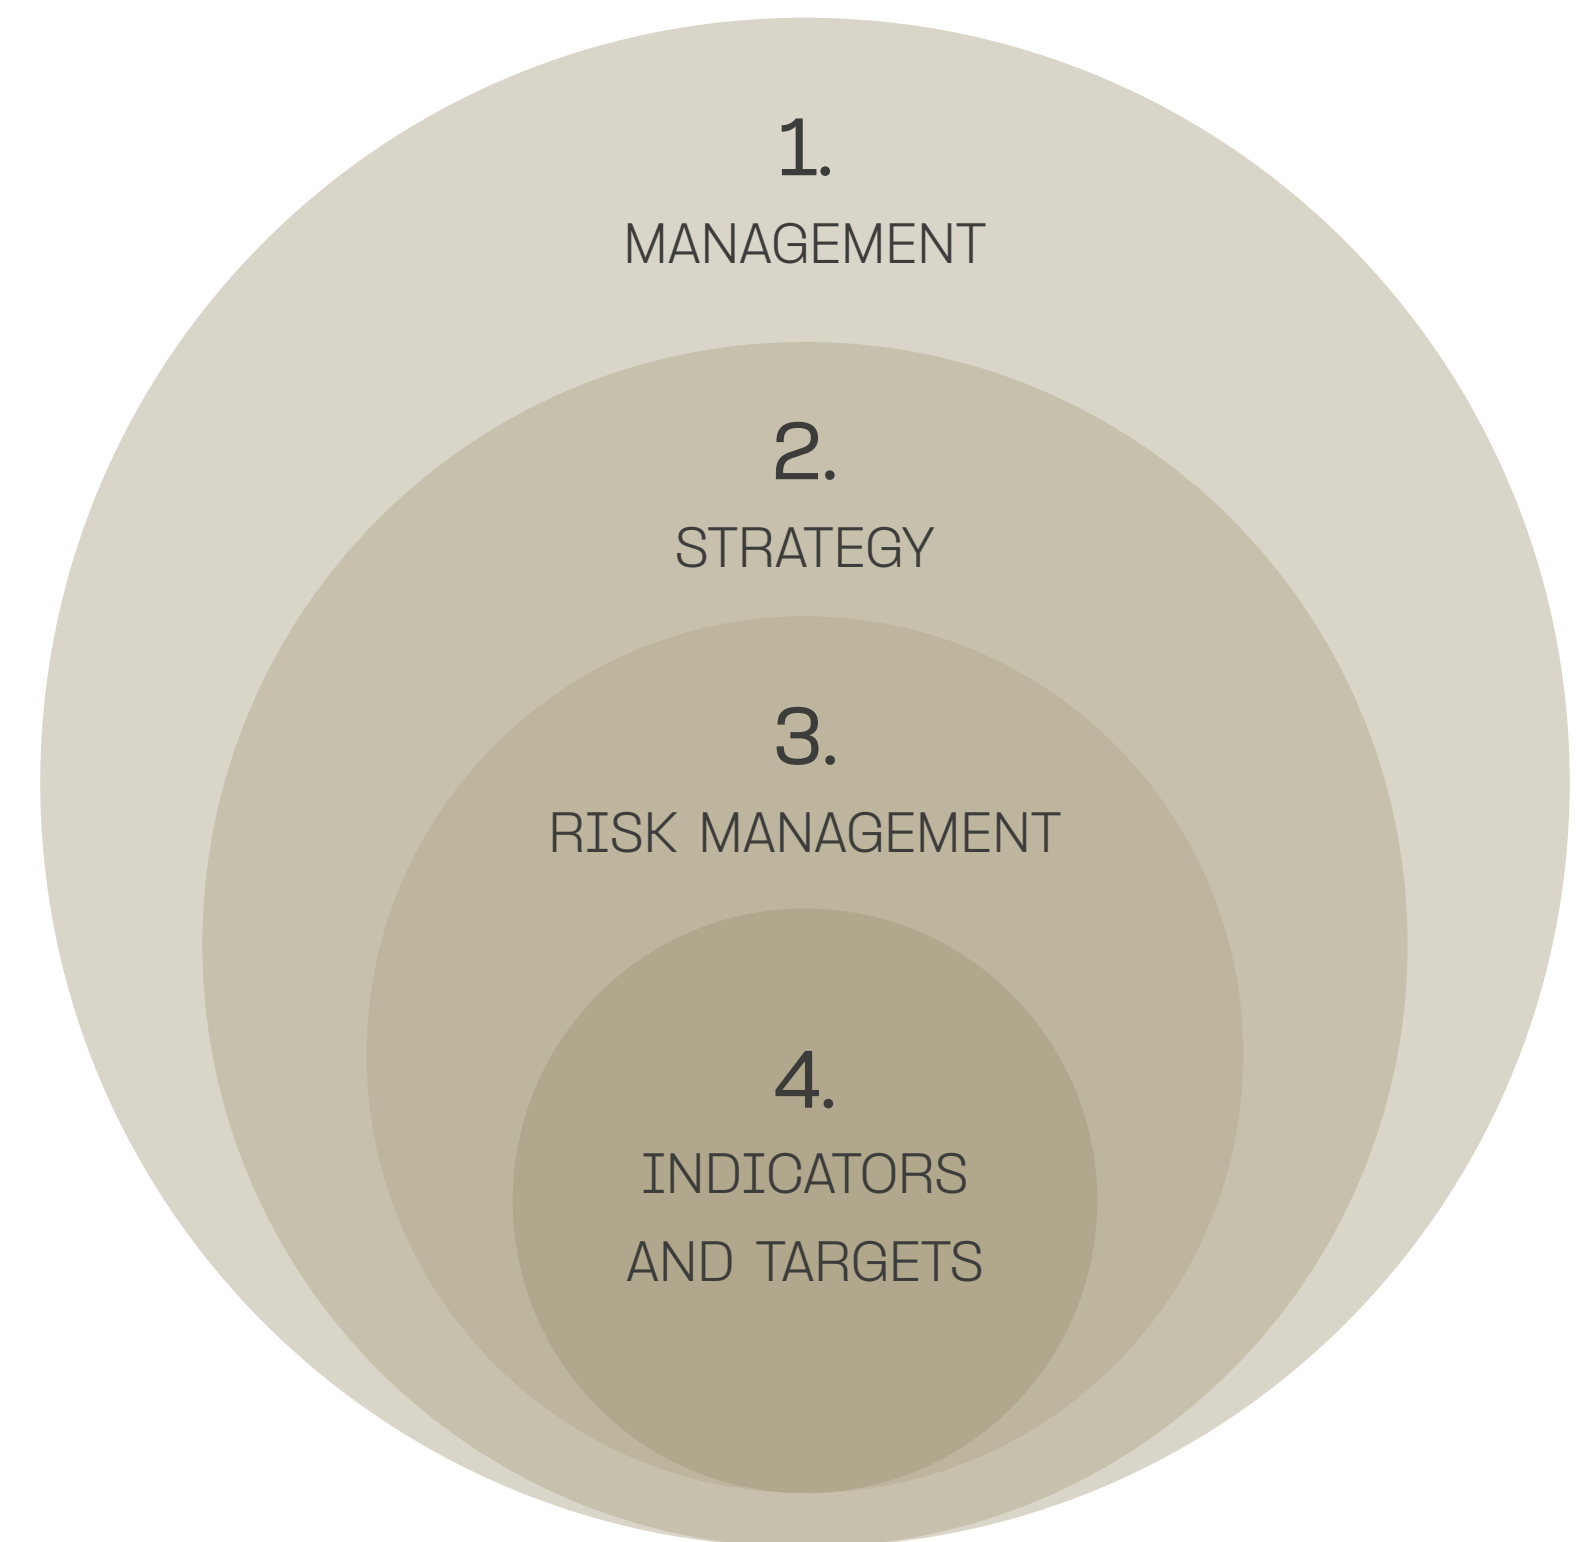 1.
MANAGEMENT
2.
STRATEGY
3.
RISK MANAGEMENT
4.
INDICATORS
AND TARGETS